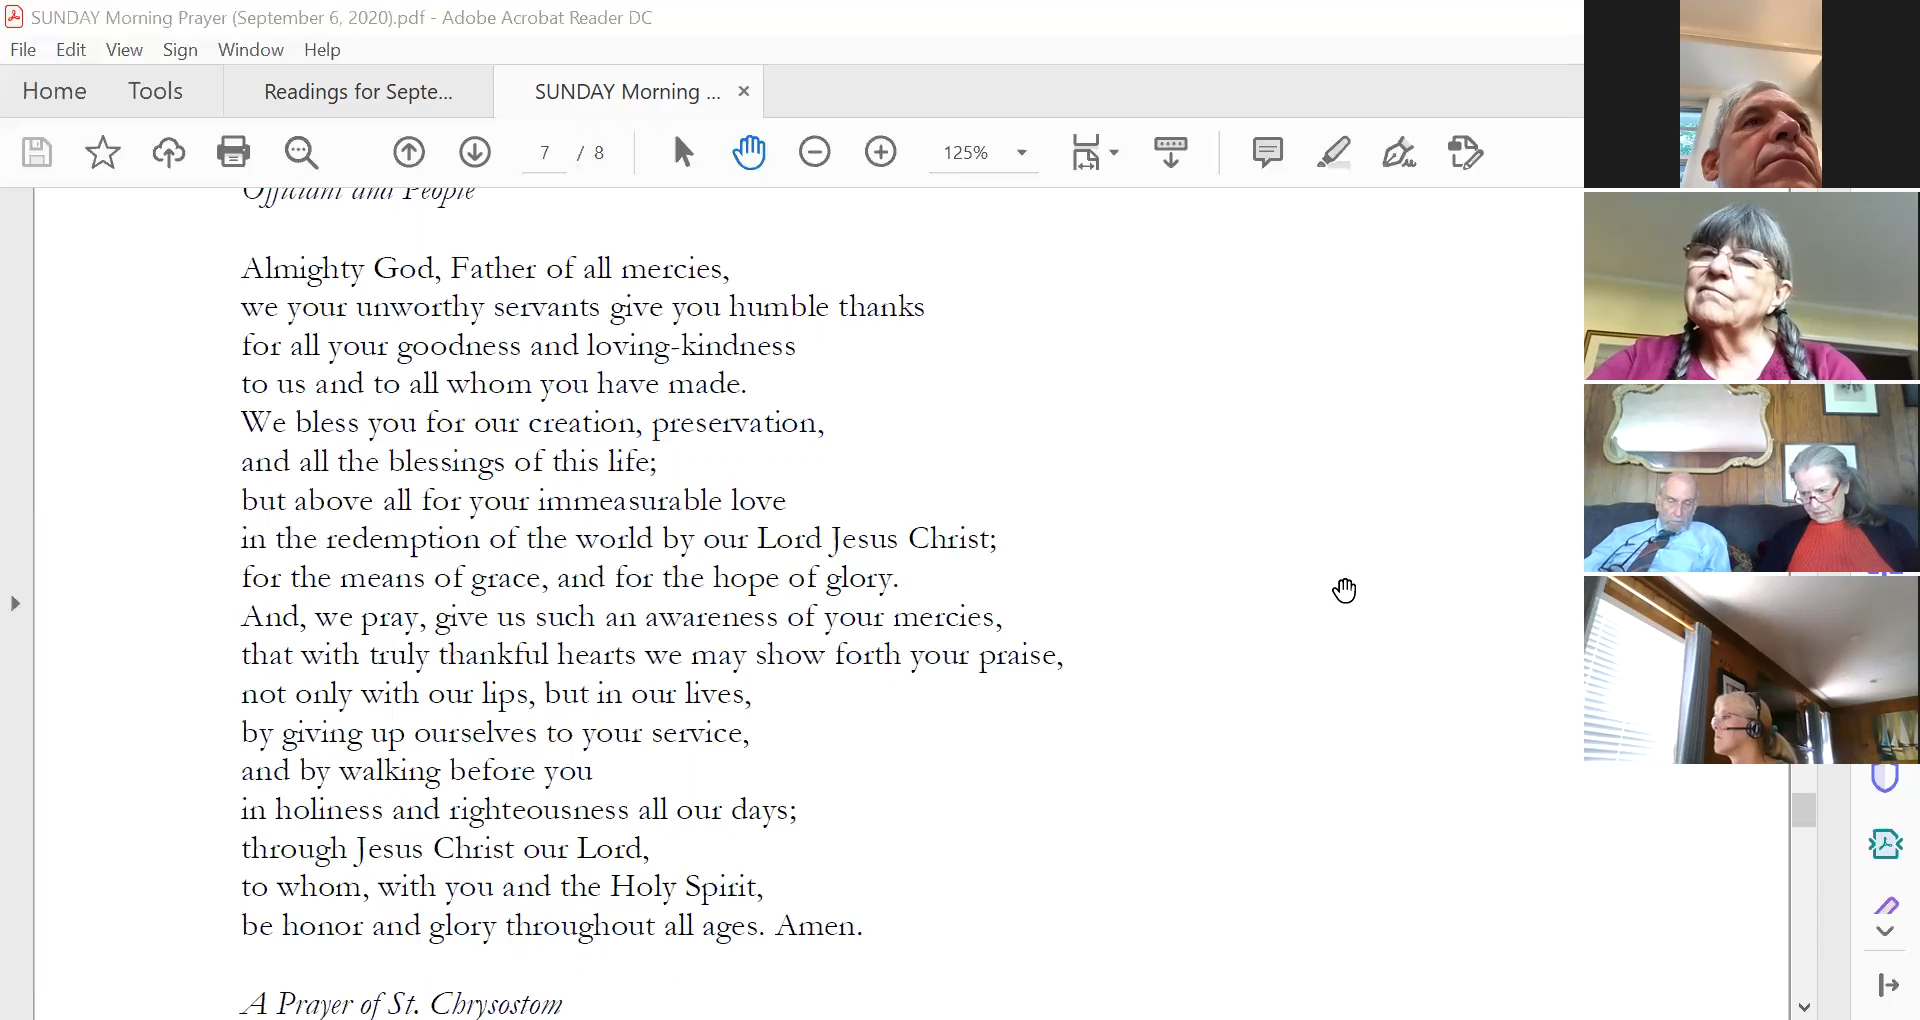 SUNDAY Morning Prayer (September 6, 2020).pdf - Adobe Acrobat Reader DC
File Edit View Sign Window Help
Home Tools Readings for Septe... SUNDAY Morning ... ×
7 / 8 125%
Officiant and People
Almighty God, Father of all mercies,
we your unworthy servants give you humble thanks
for all your goodness and loving-kindness
to us and to all whom you have made.
We bless you for our creation, preservation,
and all the blessings of this life;
but above all for your immeasurable love
in the redemption of the world by our Lord Jesus Christ;
for the means of grace, and for the hope of glory.
And, we pray, give us such an awareness of your mercies,
that with truly thankful hearts we may show forth your praise,
not only with our lips, but in our lives,
by giving up ourselves to your service,
and by walking before you
in holiness and righteousness all our days;
through Jesus Christ our Lord,
to whom, with you and the Holy Spirit,
be honor and glory throughout all ages. Amen.
A Prayer of St. Chrysostom